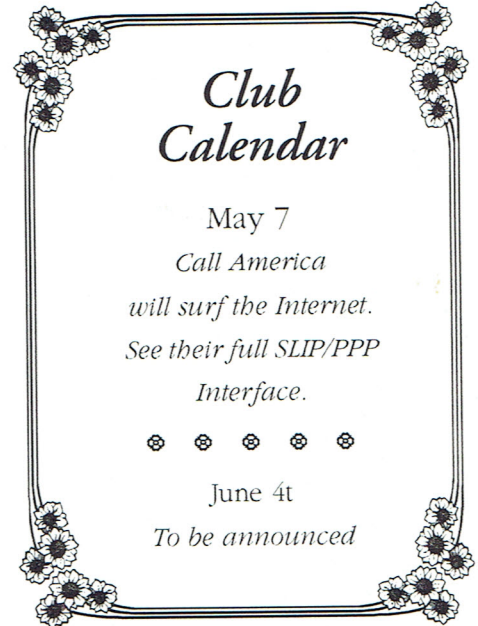 Club
Calendar
May 7
Call America
will surf the Internet.
See their full SLIP/PPP
Interface.
June 4t
To be announced